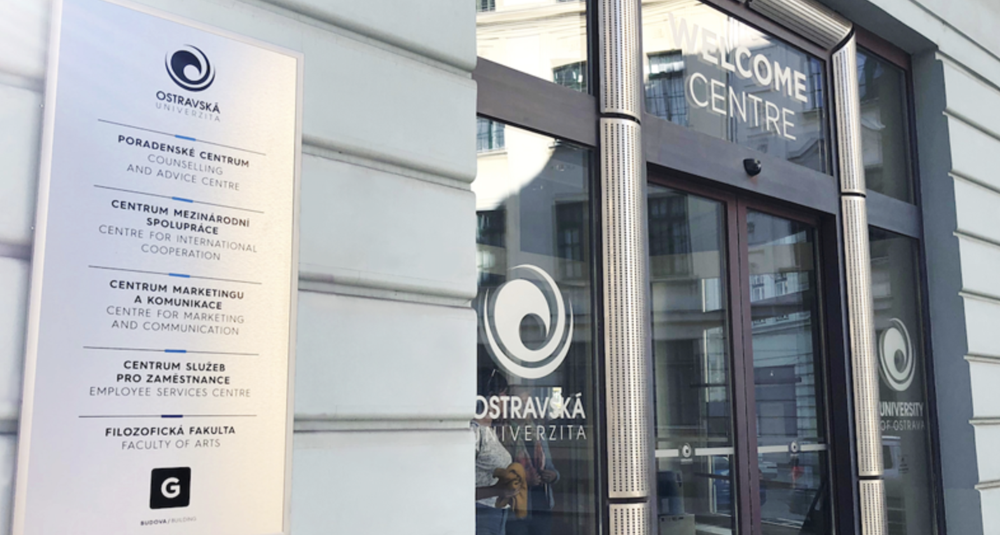 OSTRAVSKÁ
UNIVERZITA
PORADENSKÉ CENTRUM
COUNSELLING
AND ADVICE CENTRE
CENTRUM MEZINÁRODNÍ
SPOLUPRÁCE
CENTRE FOR INTERNATIONAL
COOPERATION
CENTRUM MARKETINGU
A KOMUNIKACE
CENTRE FOR MARKETING
AND COMMUNICATION
CENTRUM SLUŽEB
PRO ZAMĚSTNANCE
EMPLOYEE SERVICES CENTRE
FILOZOFICKÁ FAKULTA
FACULTY OF ARTS
G
BUDOVA / BUILDING
WELCOME
CENTRE
OSTRAVSKÁ
UNIVERZITA
UNIVERSITY
OF OSTRAVA